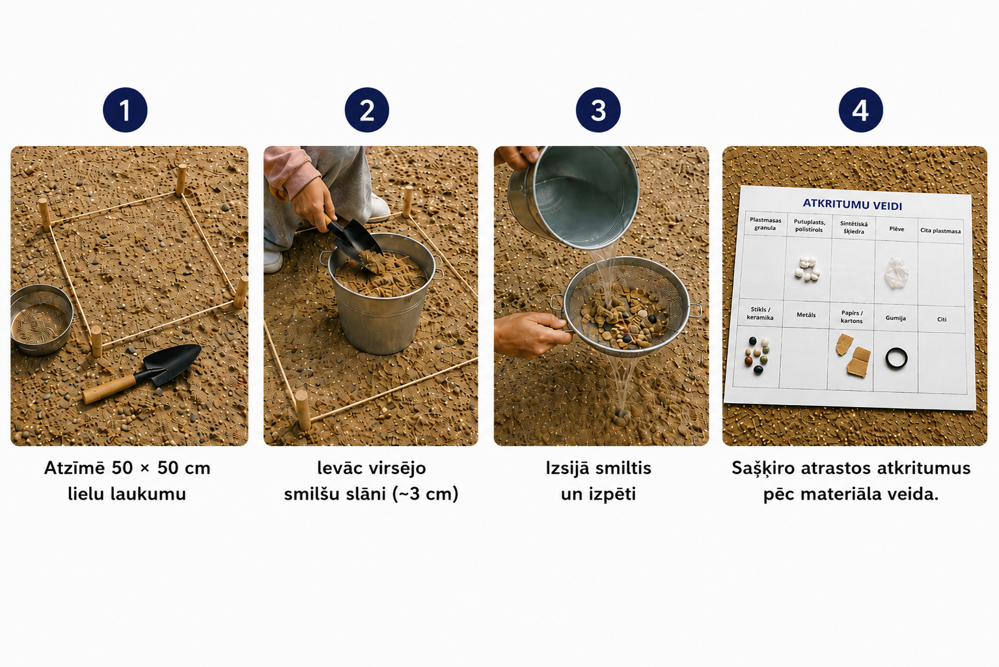 1
2
3
4
ATKRITUMU VEIDI
Plastmasas
granula
Putuplasts,
polistirols
Sintētiskā
šķiedra
Plēve
Cita plastmasa
Stikls /
keramika
Metāls
Papīrs /
kartons
Gumija
Citi
Atzīmē 50 × 50 cm
lielu laukumu
Ievāc virsējo
smilšu slāni (~3 cm)
Izsijā smiltis
un izpēti
Sašķiro atrastos atkritumus
pēc materiāla veida.